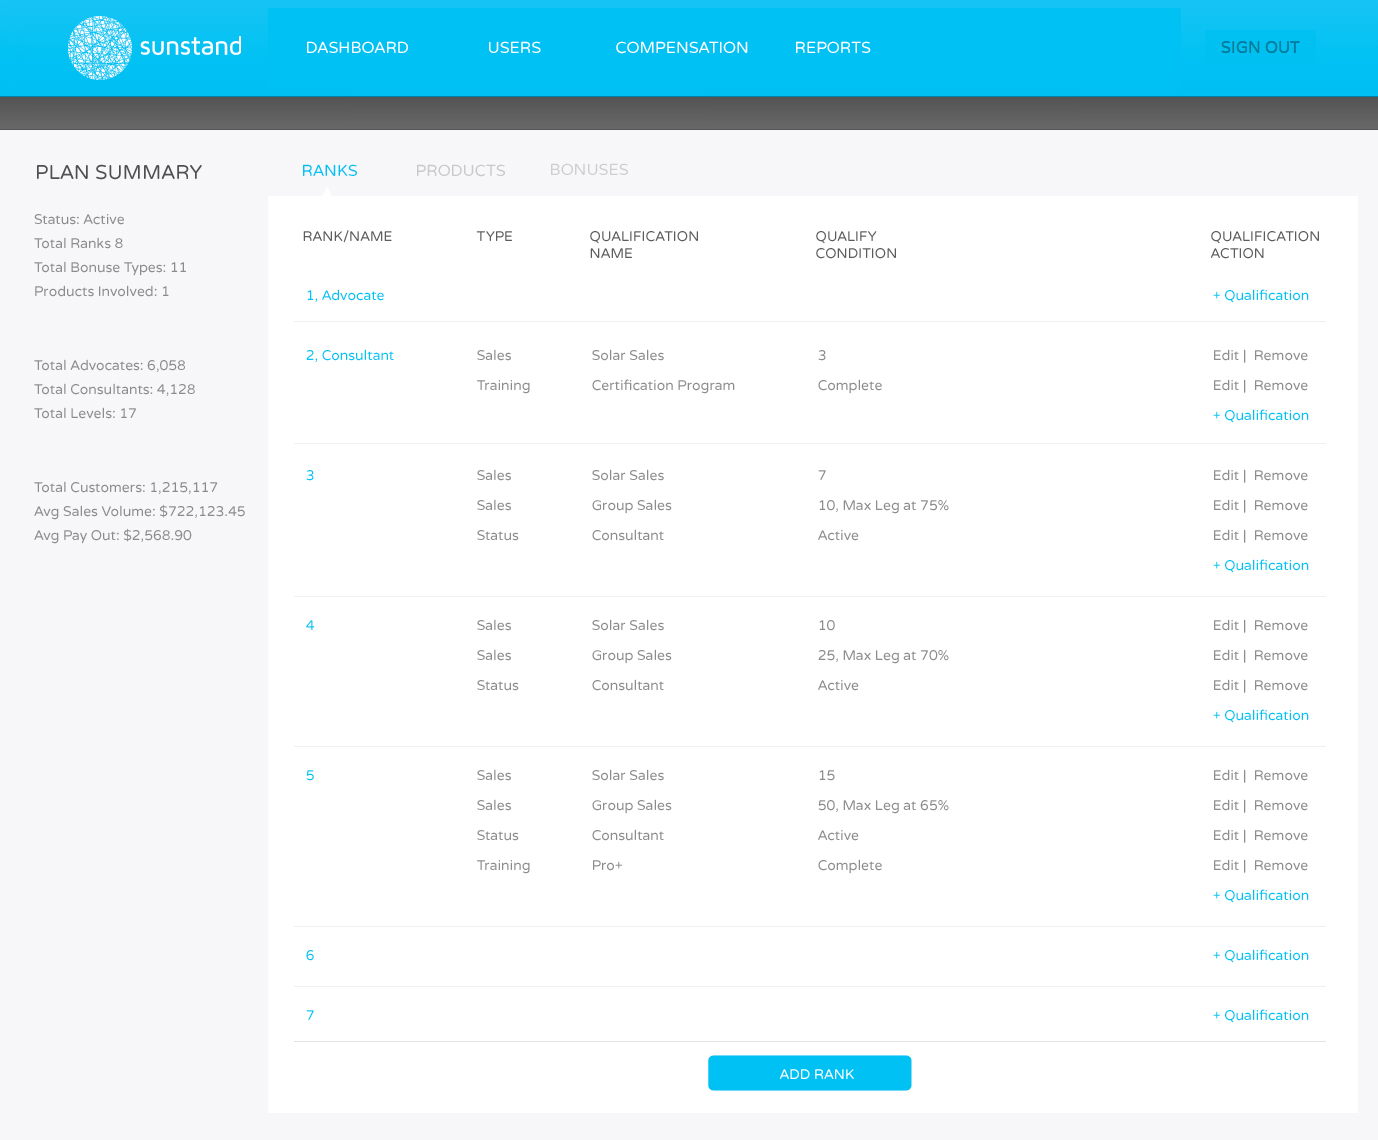 sunstand
DASHBOARD USERS COMPENSATION REPORTS SIGN OUT
PLAN SUMMARY
Status: Active
Total Ranks 8
Total Bonuse Types: 11
Products Involved: 1
Total Advocates: 6,058
Total Consultants: 4,128
Total Levels: 17
Total Customers: 1,215,117
Avg Sales Volume: $722,123.45
Avg Pay Out: $2,568.90
RANKS PRODUCTS BONUSES
RANK/NAME TYPE QUALIFICATION NAME QUALIFY CONDITION QUALIFICATION ACTION
1, Advocate + Qualification
2, Consultant Sales Solar Sales 3 Edit | Remove
Training Certification Program Complete Edit | Remove
+ Qualification
3 Sales Solar Sales 7 Edit | Remove
Sales Group Sales 10, Max Leg at 75% Edit | Remove
Status Consultant Active Edit | Remove
+ Qualification
4 Sales Solar Sales 10 Edit | Remove
Sales Group Sales 25, Max Leg at 70% Edit | Remove
Status Consultant Active Edit | Remove
+ Qualification
5 Sales Solar Sales 15 Edit | Remove
Sales Group Sales 50, Max Leg at 65% Edit | Remove
Status Consultant Active Edit | Remove
Training Pro+ Complete Edit | Remove
+ Qualification
6 + Qualification
7 + Qualification
ADD RANK